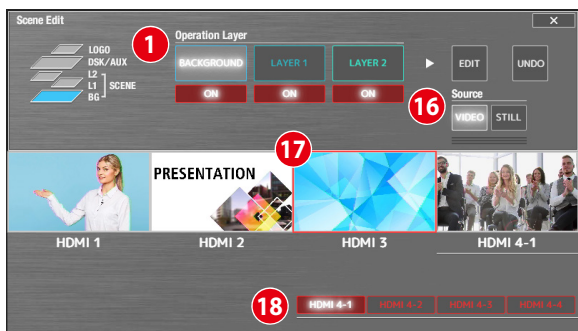 Scene Edit
×
1
Operation Layer
LOGO
DSK/AUX
L2
L1
SCENE
BG
BACKGROUND
LAYER 1
LAYER 2
EDIT
UNDO
ON
ON
ON
16
Source
VIDEO
STILL
17
PRESENTATION
HDMI 1
HDMI 2
HDMI 3
HDMI 4-1
18
HDMI 4-1
HDMI 4-2
HDMI 4-3
HDMI 4-4